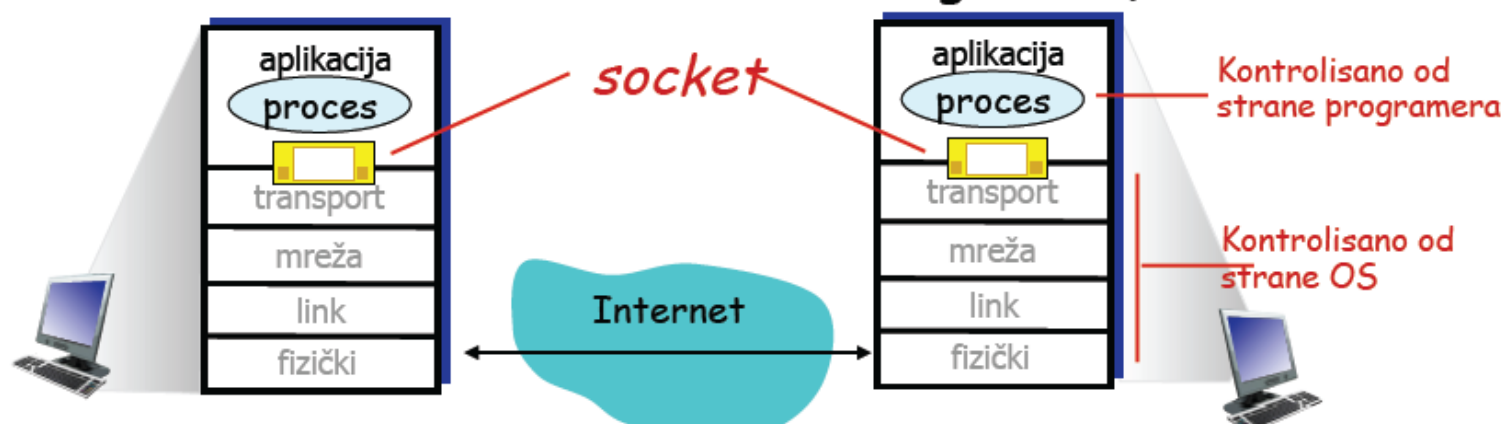 aplikacija
proces
transport
mreža
link
fizički
socket
Internet
aplikacija
proces
transport
mreža
link
fizički
Kontrolisano od
strane programera
Kontrolisano od
strane OS